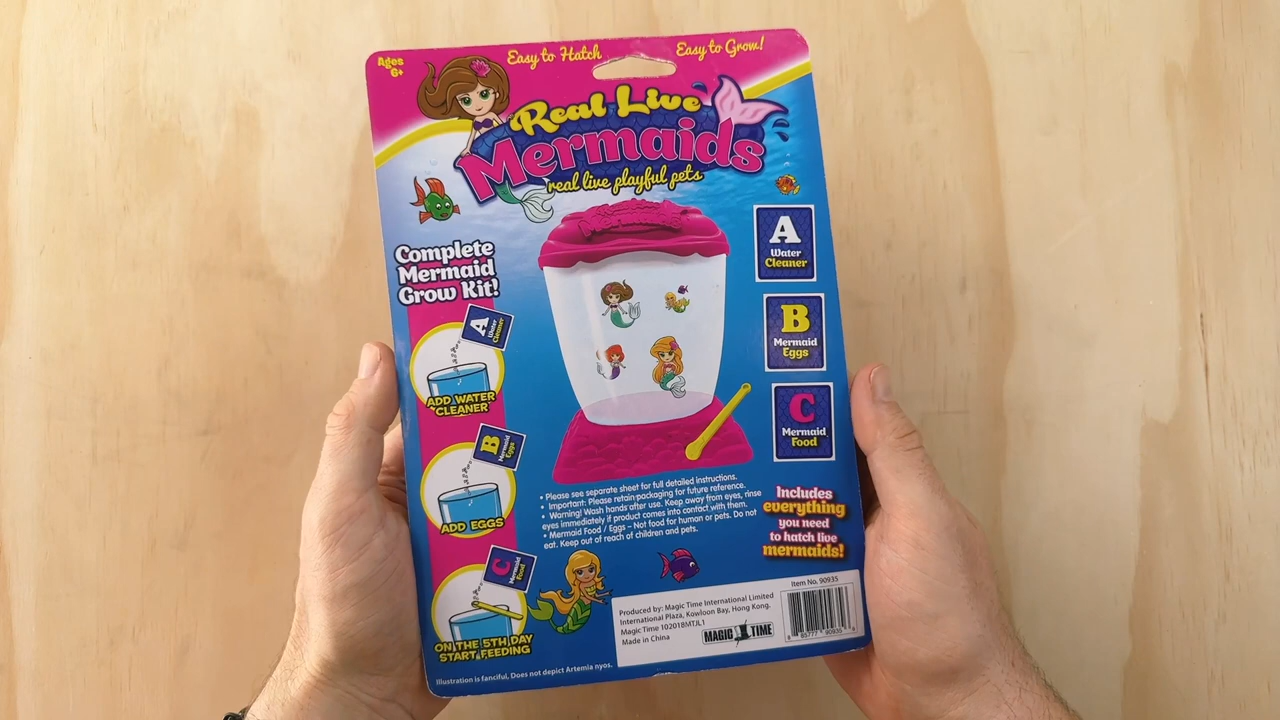 Ages
6+
Easy to Hatch
Easy to Grow!
Real Live
Mermaids
real live playful pets
Complete
Mermaid
Grow Kit!
A
Water
Cleaner
ADD WATER
CLEANER
B
Mermaid
Eggs
ADD EGGS
C
Mermaid
Food
ON THE 5TH DAY
START FEEDING
A
Water
Cleaner
B
Mermaid
Eggs
C
Mermaid
Food
• Please see separate sheet for full detailed instructions.
• Important: Please retain packaging for future reference.
• Warning! Wash hands after use. Keep away from eyes, rinse
eyes immediately if product comes into contact with them.
• Mermaid Food / Eggs – Not food for human or pets. Do not
eat. Keep out of reach of children and pets.
Includes
everything
you need
to hatch live
mermaids!
Item No. 90935
Produced by: Magic Time International Limited
International Plaza, Kowloon Bay, Hong Kong.
Magic Time 102018MTJL1
Made in China
MAGIC TIME
85777 90935
Illustration is fanciful, Does not depict Artemia nyos.